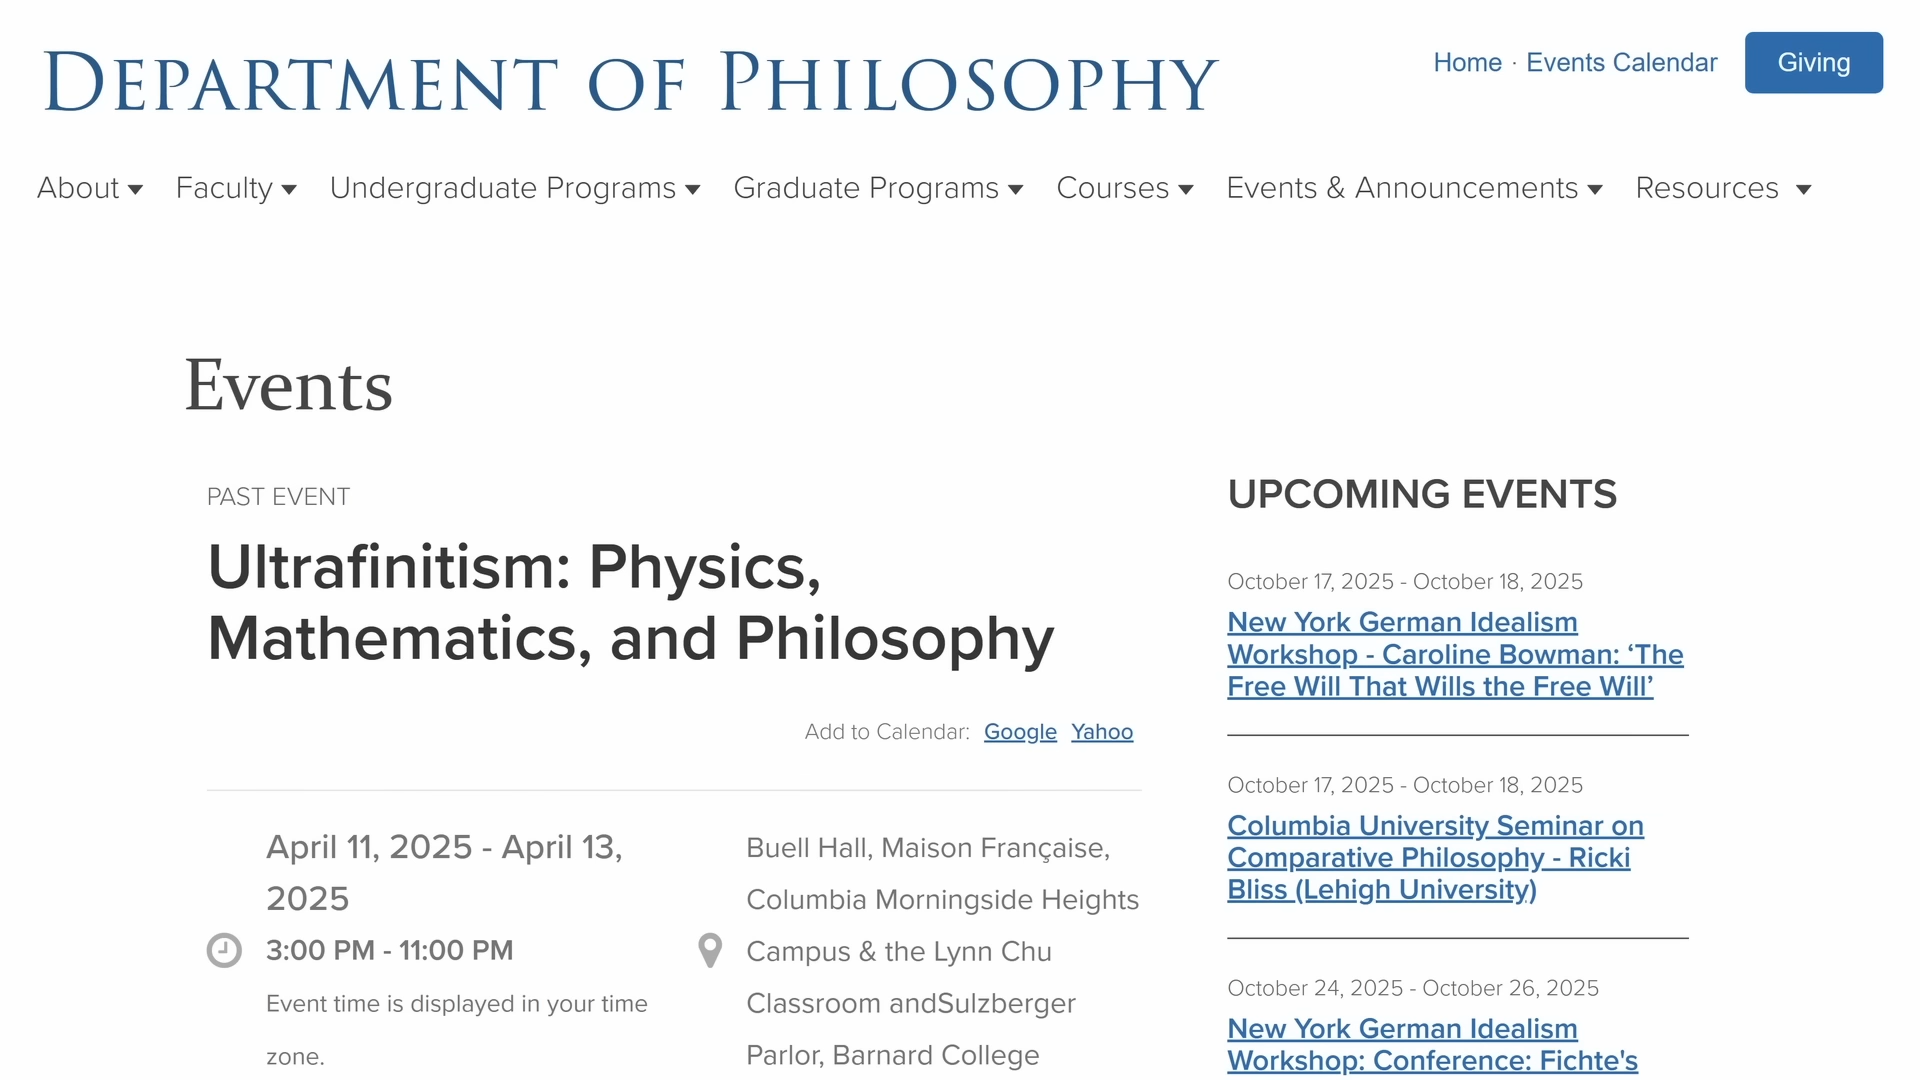 DEPARTMENT OF PHILOSOPHY
Home · Events Calendar
Giving
About
Faculty
Undergraduate Programs
Graduate Programs
Courses
Events & Announcements
Resources
Events
PAST EVENT
Ultrafinitism: Physics,
Mathematics, and Philosophy
Add to Calendar: Google Yahoo
April 11, 2025 - April 13,
2025
3:00 PM - 11:00 PM
Event time is displayed in your time
zone.
Buell Hall, Maison Française,
Columbia Morningside Heights
Campus & the Lynn Chu
Classroom andSulzberger
Parlor, Barnard College
UPCOMING EVENTS
October 17, 2025 - October 18, 2025
New York German Idealism
Workshop - Caroline Bowman: ‘The
Free Will That Wills the Free Will’
October 17, 2025 - October 18, 2025
Columbia University Seminar on
Comparative Philosophy - Ricki
Bliss (Lehigh University)
October 24, 2025 - October 26, 2025
New York German Idealism
Workshop: Conference: Fichte's